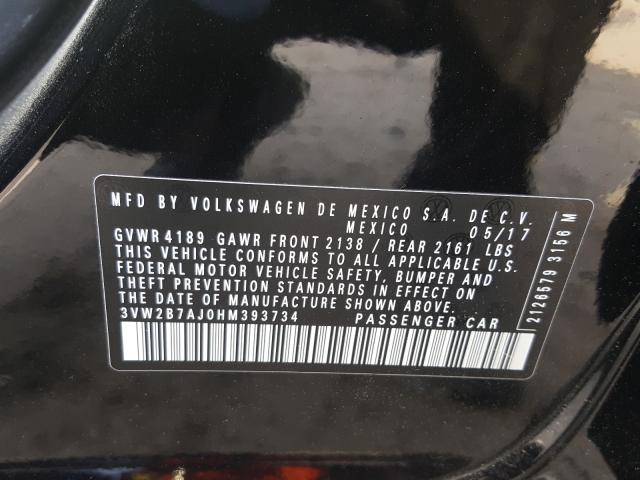 MFD BY VOLKSWAGEN DE MEXICO S.A. DE C.V.
MEXICO 05/17
GVWR 4189 GAWR FRONT 2138 / REAR 2161 LBS
THIS VEHICLE CONFORMS TO ALL APPLICABLE U.S.
FEDERAL MOTOR VEHICLE SAFETY, BUMPER AND
THEFT PREVENTION STANDARDS IN EFFECT ON
THE DATE OF MANUFACTURE SHOWN ABOVE.
3VW2B7AJ0HM393734 PASSENGER CAR
2126579 3156 M